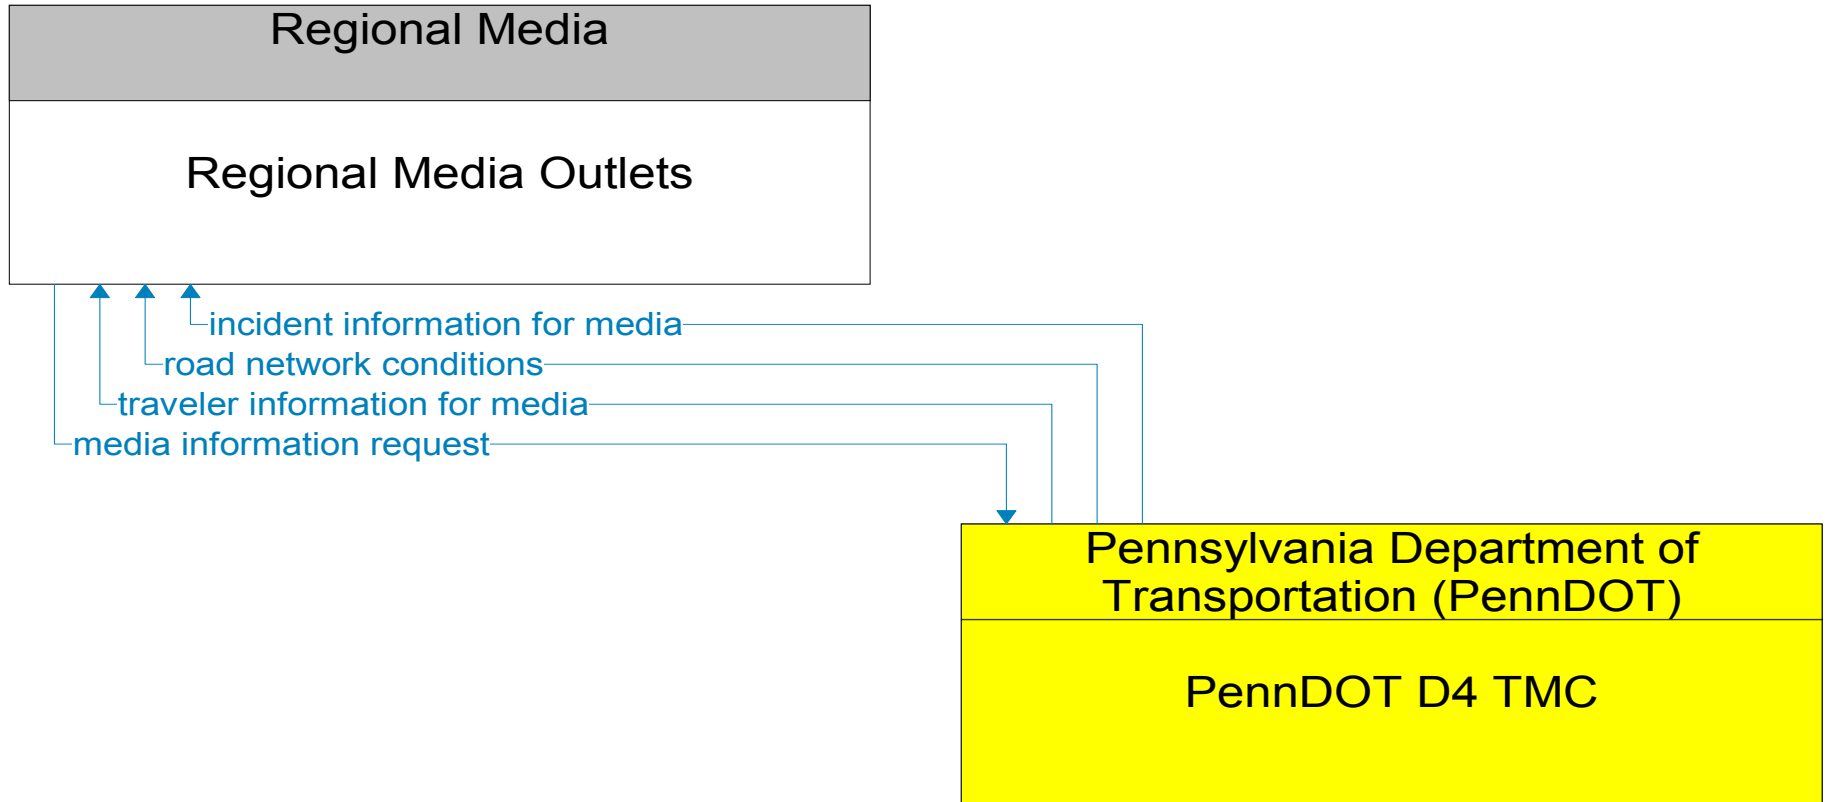 Regional Media
Regional Media Outlets
incident information for media
road network conditions
traveler information for media
media information request
Pennsylvania Department of
Transportation (PennDOT)
PennDOT D4 TMC